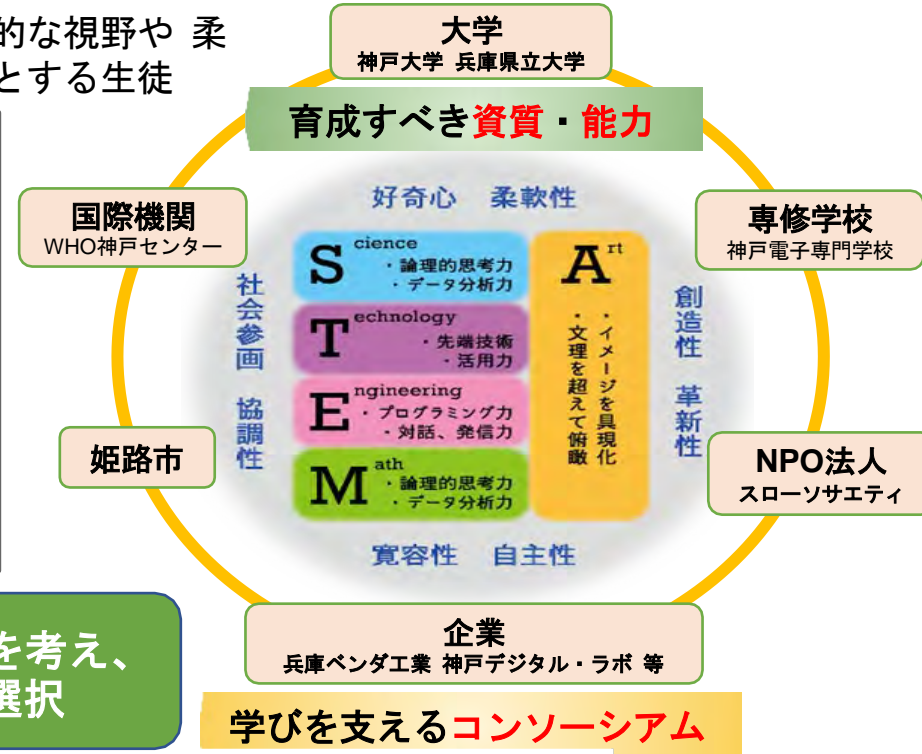 的な視野や 柔
とする生徒
大学
神戸大学 兵庫県立大学
育成すべき資質・能力
国際機関
WHO神戸センター
専修学校
神戸電子専門学校
好奇心 柔軟性
社会参画 協調性
Science
・論理的思考力
・データ分析力
Technology
・先端技術
・活用力
Engineering
・プログラミング力
・対話、発信力
Math
・論理的思考力
・データ分析力
Art
・イメージを具現化
・文理を超えて俯瞰
創造性 革新性
姫路市
NPO法人
スローソサエティ
寛容性 自主性
企業
兵庫ベンダ工業 神戸デジタル・ラボ 等
を考え、
選択
学びを支えるコンソーシアム